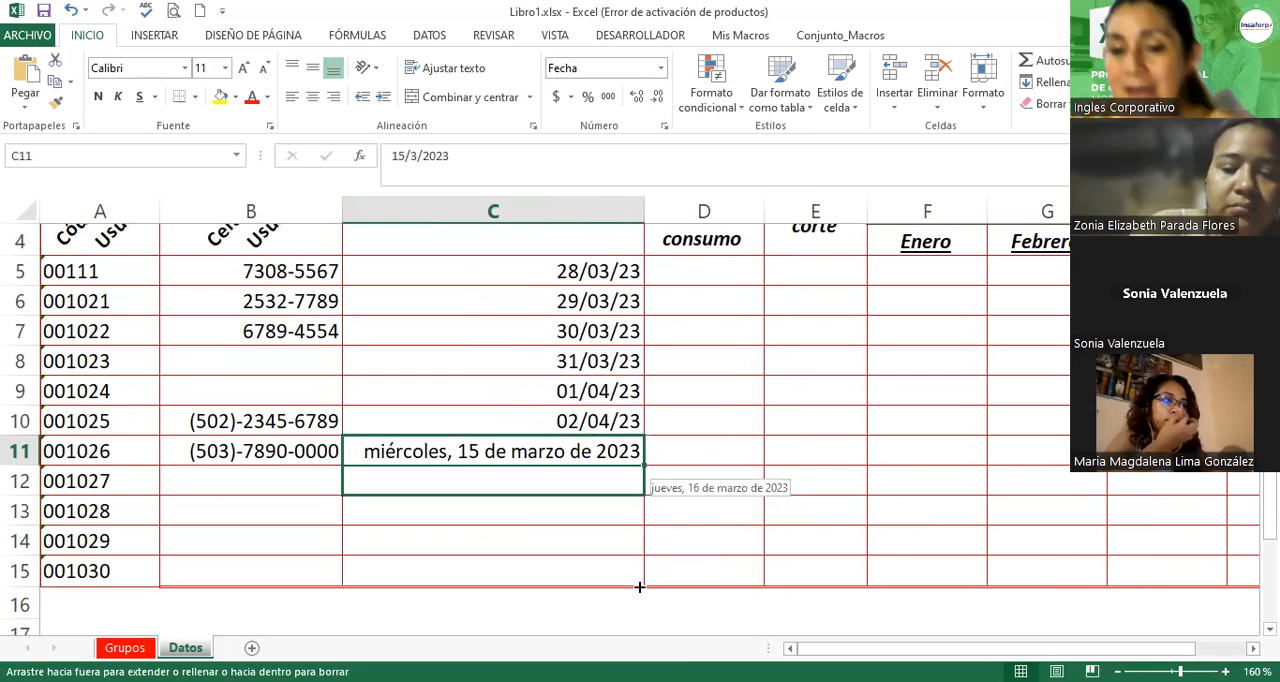 Libro1.xlsx - Excel (Error de activación de productos)
ARCHIVO INICIO INSERTAR DISEÑO DE PÁGINA FÓRMULAS DATOS REVISAR VISTA DESARROLLADOR Mis Macros Conjunto_Macros
Calibri 11 Ajustar texto Fecha
Pegar
N K S Combinar y centrar $ % 000
Formato condicional
Dar formato como tabla
Estilos de celda
Insertar Eliminar Formato
Rellena
Borrar
Portapapeles Fuente Alineación Número Estilos Celdas
C11 fx 15/3/2023
A B C D E F G
4 consumo corte Enero
5 00111 7308-5567 28/03/23
6 001021 2532-7789 29/03/23
7 001022 6789-4554 30/03/23
8 001023 31/03/23
9 001024 01/04/23
10 001025 (502)-2345-6789 02/04/23
11 001026 (503)-7890-0000 miércoles, 15 de marzo de 2023
12 001027 jueves, 16 de marzo de 2023
13 001028
14 001029
15 001030
16
Grupos Datos
Arrastre hacia fuera para extender o rellenar o hacia dentro para borrar
160 %
Insaforp
Ingles Corporativo
Zonia Elizabeth Parada Flores
Sonia Valenzuela
Sonia Valenzuela
Maria Magdalena Lima González